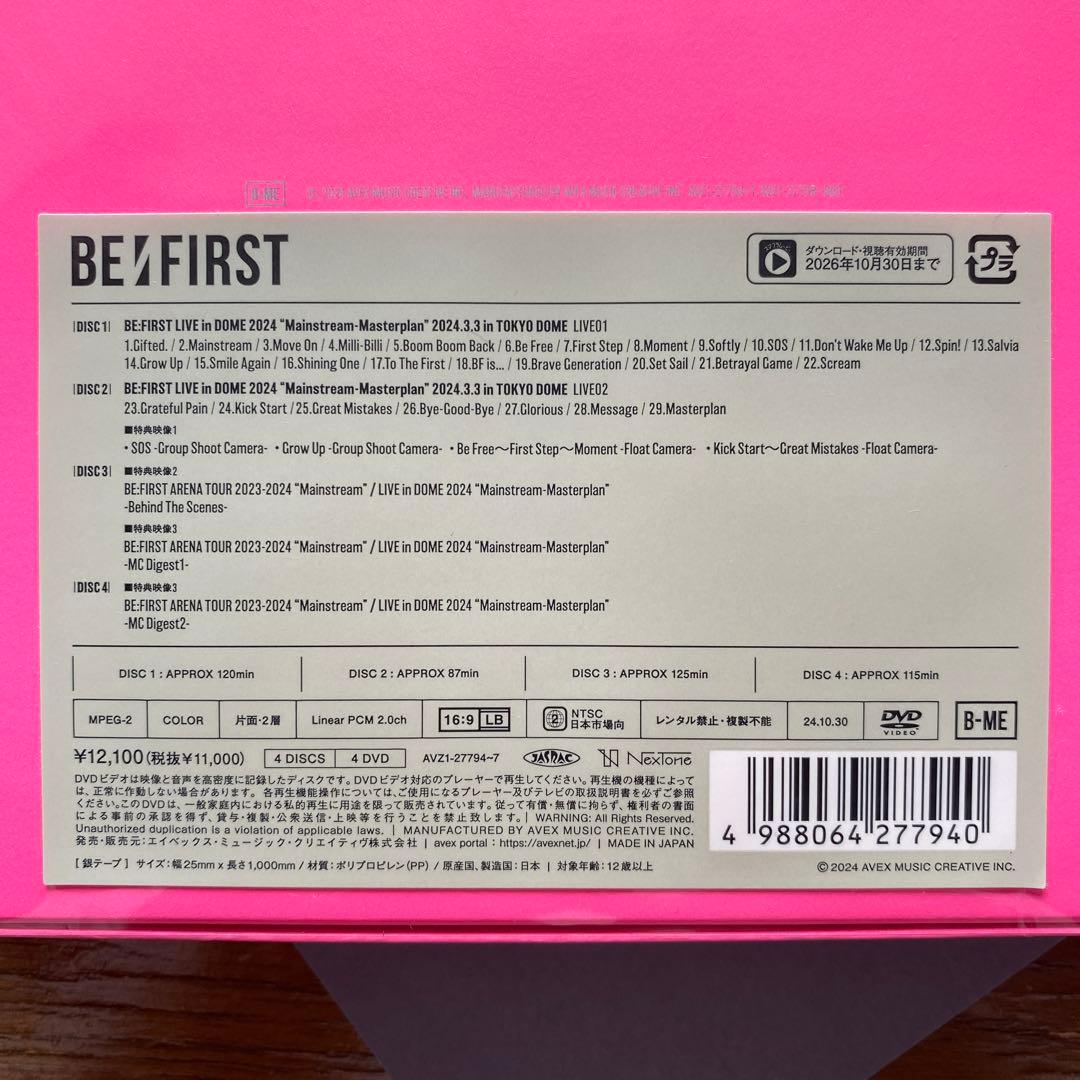 B-ME
BE:FIRST
ダウンロード・視聴有効期間
2026年10月30日まで
プラ
|DISC 1| BE:FIRST LIVE in DOME 2024 “Mainstream-Masterplan” 2024.3.3 in TOKYO DOME LIVE01
1.Gifted. / 2.Mainstream / 3.Move On / 4.Milli-Billi / 5.Boom Boom Back / 6.Be Free / 7.First Step / 8.Moment / 9.Softly / 10.SOS / 11.Don't Wake Me Up / 12.Spin! / 13.Salvia
14.Grow Up / 15.Smile Again / 16.Shining One / 17.To The First / 18.BF is... / 19.Brave Generation / 20.Set Sail / 21.Betrayal Game / 22.Scream
|DISC 2| BE:FIRST LIVE in DOME 2024 “Mainstream-Masterplan” 2024.3.3 in TOKYO DOME LIVE02
23.Grateful Pain / 24.Kick Start / 25.Great Mistakes / 26.Bye-Good-Bye / 27.Glorious / 28.Message / 29.Masterplan
■特典映像1
・SOS -Group Shoot Camera- ・Grow Up -Group Shoot Camera- ・Be Free〜First Step〜Moment -Float Camera- ・Kick Start〜Great Mistakes -Float Camera-
|DISC 3| ■特典映像2
BE:FIRST ARENA TOUR 2023-2024 “Mainstream” / LIVE in DOME 2024 “Mainstream-Masterplan”
-Behind The Scenes-
■特典映像3
BE:FIRST ARENA TOUR 2023-2024 “Mainstream” / LIVE in DOME 2024 “Mainstream-Masterplan”
-MC Digest1-
|DISC 4| ■特典映像3
BE:FIRST ARENA TOUR 2023-2024 “Mainstream” / LIVE in DOME 2024 “Mainstream-Masterplan”
-MC Digest2-
DISC 1 : APPROX 120min DISC 2 : APPROX 87min DISC 3 : APPROX 125min DISC 4 : APPROX 115min
MPEG-2 COLOR 片面・2層 Linear PCM 2.0ch 16:9 LB 2 NTSC 日本市場向 レンタル禁止・複製不能 24.10.30 DVD VIDEO B-ME
¥12,100(税抜¥11,000) 4 DISCS 4 DVD AVZ1-27794~7 JASRAC NexTone
DVDビデオは映像と音声を高密度に記録したディスクです。DVDビデオ対応のプレーヤーで再生してください。再生機の機種によって
は、正常に作動しない場合があります。各再生機能操作については、ご使用になるプレーヤー及びテレビの取扱説明書を必ずご参照
ください。このDVDは、一般家庭内における私的再生に用途を限って販売されています。従って有償・無償に拘らず、権利者の書面
による事前の承諾を得ず、貸与・複製・公衆送信・上映等を行うことを禁止致します。| WARNING: All Rights Reserved.
Unauthorized duplication is a violation of applicable laws. | MANUFACTURED BY AVEX MUSIC CREATIVE INC.
発売・販売元：エイベックス・ミュージック・クリエイティヴ株式会社 | avex portal : https://avexnet.jp/ | MADE IN JAPAN
4 988064 277940
[銀テープ] サイズ：幅25mm x 長さ1,000mm / 材質：ポリプロピレン(PP) / 原産国、製造国：日本 | 対象年齢：12歳以上
© 2024 AVEX MUSIC CREATIVE INC.